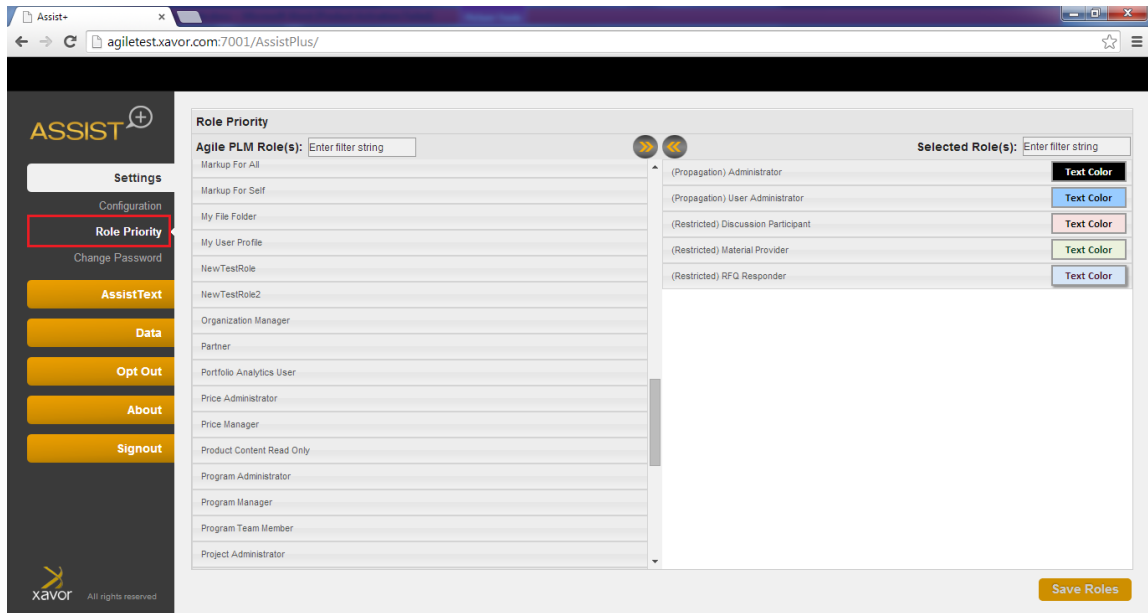 Assist+
agiletest.xavor.com:7001/AssistPlus/
ASSIST
Settings
Configuration
Role Priority
Change Password
AssistText
Data
Opt Out
About
Signout
xavor All rights reserved
Role Priority
Agile PLM Role(s): Enter filter string
Markup For All
Markup For Self
My File Folder
My User Profile
NewTestRole
NewTestRole2
Organization Manager
Partner
Portfolio Analytics User
Price Administrator
Price Manager
Product Content Read Only
Program Administrator
Program Manager
Program Team Member
Project Administrator
Selected Role(s): Enter filter string
(Propagation) Administrator Text Color
(Propagation) User Administrator Text Color
(Restricted) Discussion Participant Text Color
(Restricted) Material Provider Text Color
(Restricted) RFQ Responder Text Color
Save Roles